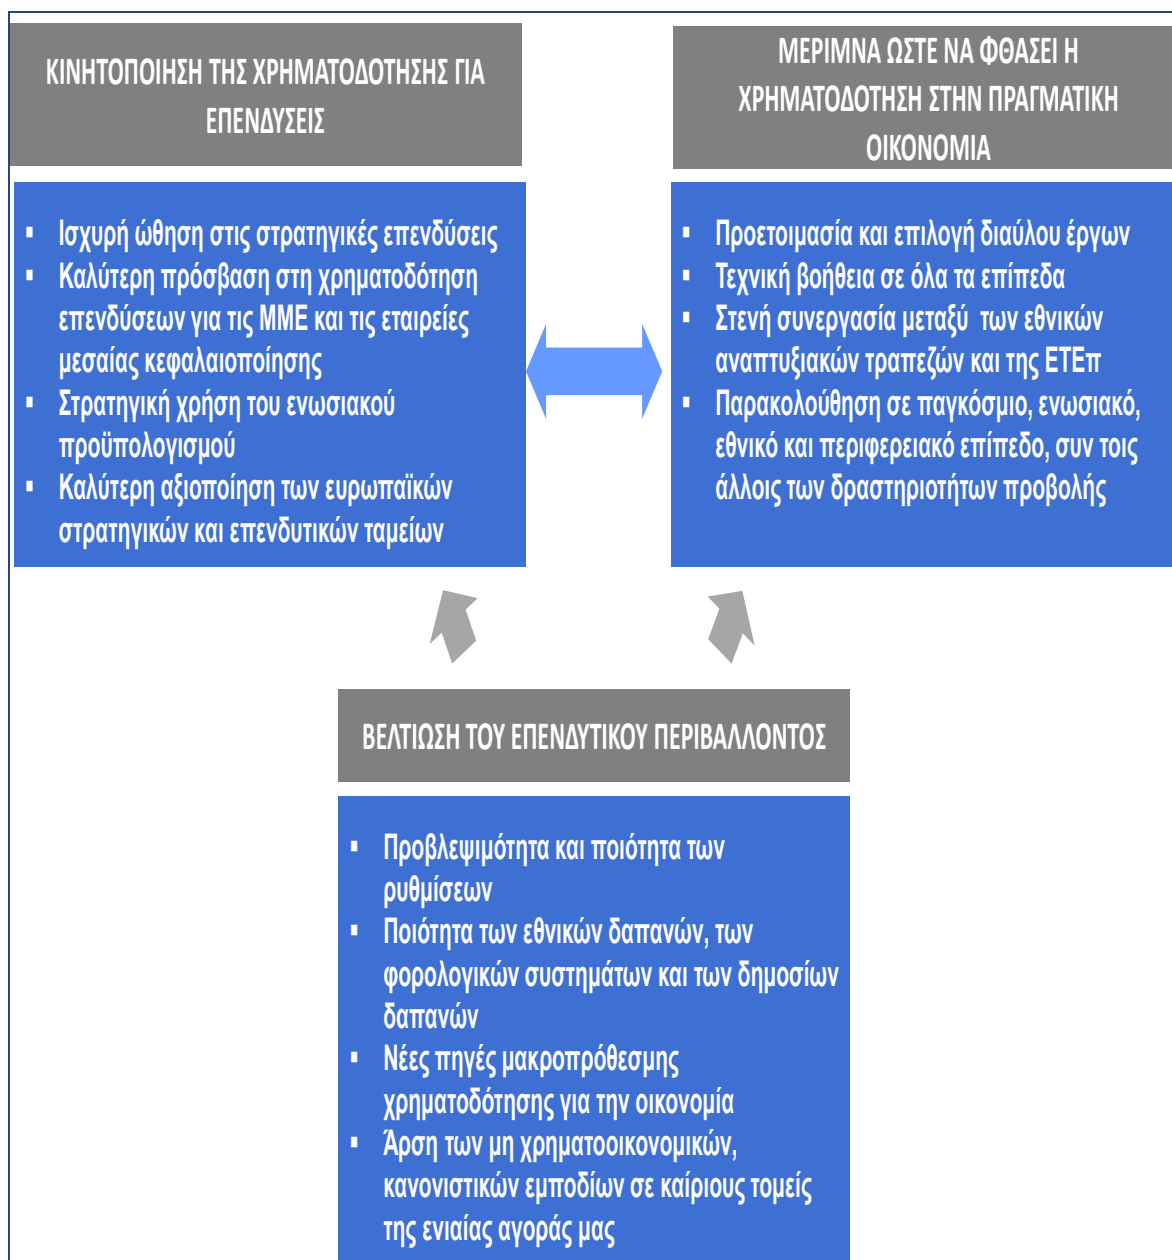 ΚΙΝΗΤΟΠΟΙΗΣΗ ΤΗΣ ΧΡΗΜΑΤΟΔΟΤΗΣΗΣ ΓΙΑ
ΕΠΕΝΔΥΣΕΙΣ
▪ Ισχυρή ώθηση στις στρατηγικές επενδύσεις
▪ Καλύτερη πρόσβαση στη χρηματοδότηση
επενδύσεων για τις ΜΜΕ και τις εταιρείες
μεσαίας κεφαλαιοποίησης
▪ Στρατηγική χρήση του ενωσιακού
προϋπολογισμού
▪ Καλύτερη αξιοποίηση των ευρωπαϊκών
στρατηγικών και επενδυτικών ταμείων
ΜΕΡΙΜΝΑ ΩΣΤΕ ΝΑ ΦΘΑΣΕΙ Η
ΧΡΗΜΑΤΟΔΟΤΗΣΗ ΣΤΗΝ ΠΡΑΓΜΑΤΙΚΗ
ΟΙΚΟΝΟΜΙΑ
▪ Προετοιμασία και επιλογή διαύλου έργων
▪ Τεχνική βοήθεια σε όλα τα επίπεδα
▪ Στενή συνεργασία μεταξύ των εθνικών
αναπτυξιακών τραπεζών και της ΕΤΕπ
▪ Παρακολούθηση σε παγκόσμιο, ενωσιακό,
εθνικό και περιφερειακό επίπεδο, συν τοις
άλλοις των δραστηριοτήτων προβολής
ΒΕΛΤΙΩΣΗ ΤΟΥ ΕΠΕΝΔΥΤΙΚΟΥ ΠΕΡΙΒΑΛΛΟΝΤΟΣ
▪ Προβλεψιμότητα και ποιότητα των
ρυθμίσεων
▪ Ποιότητα των εθνικών δαπανών, των
φορολογικών συστημάτων και των δημοσίων
δαπανών
▪ Νέες πηγές μακροπρόθεσμης
χρηματοδότησης για την οικονομία
▪ Άρση των μη χρηματοοικονομικών,
κανονιστικών εμποδίων σε καίριους τομείς
της ενιαίας αγοράς μας